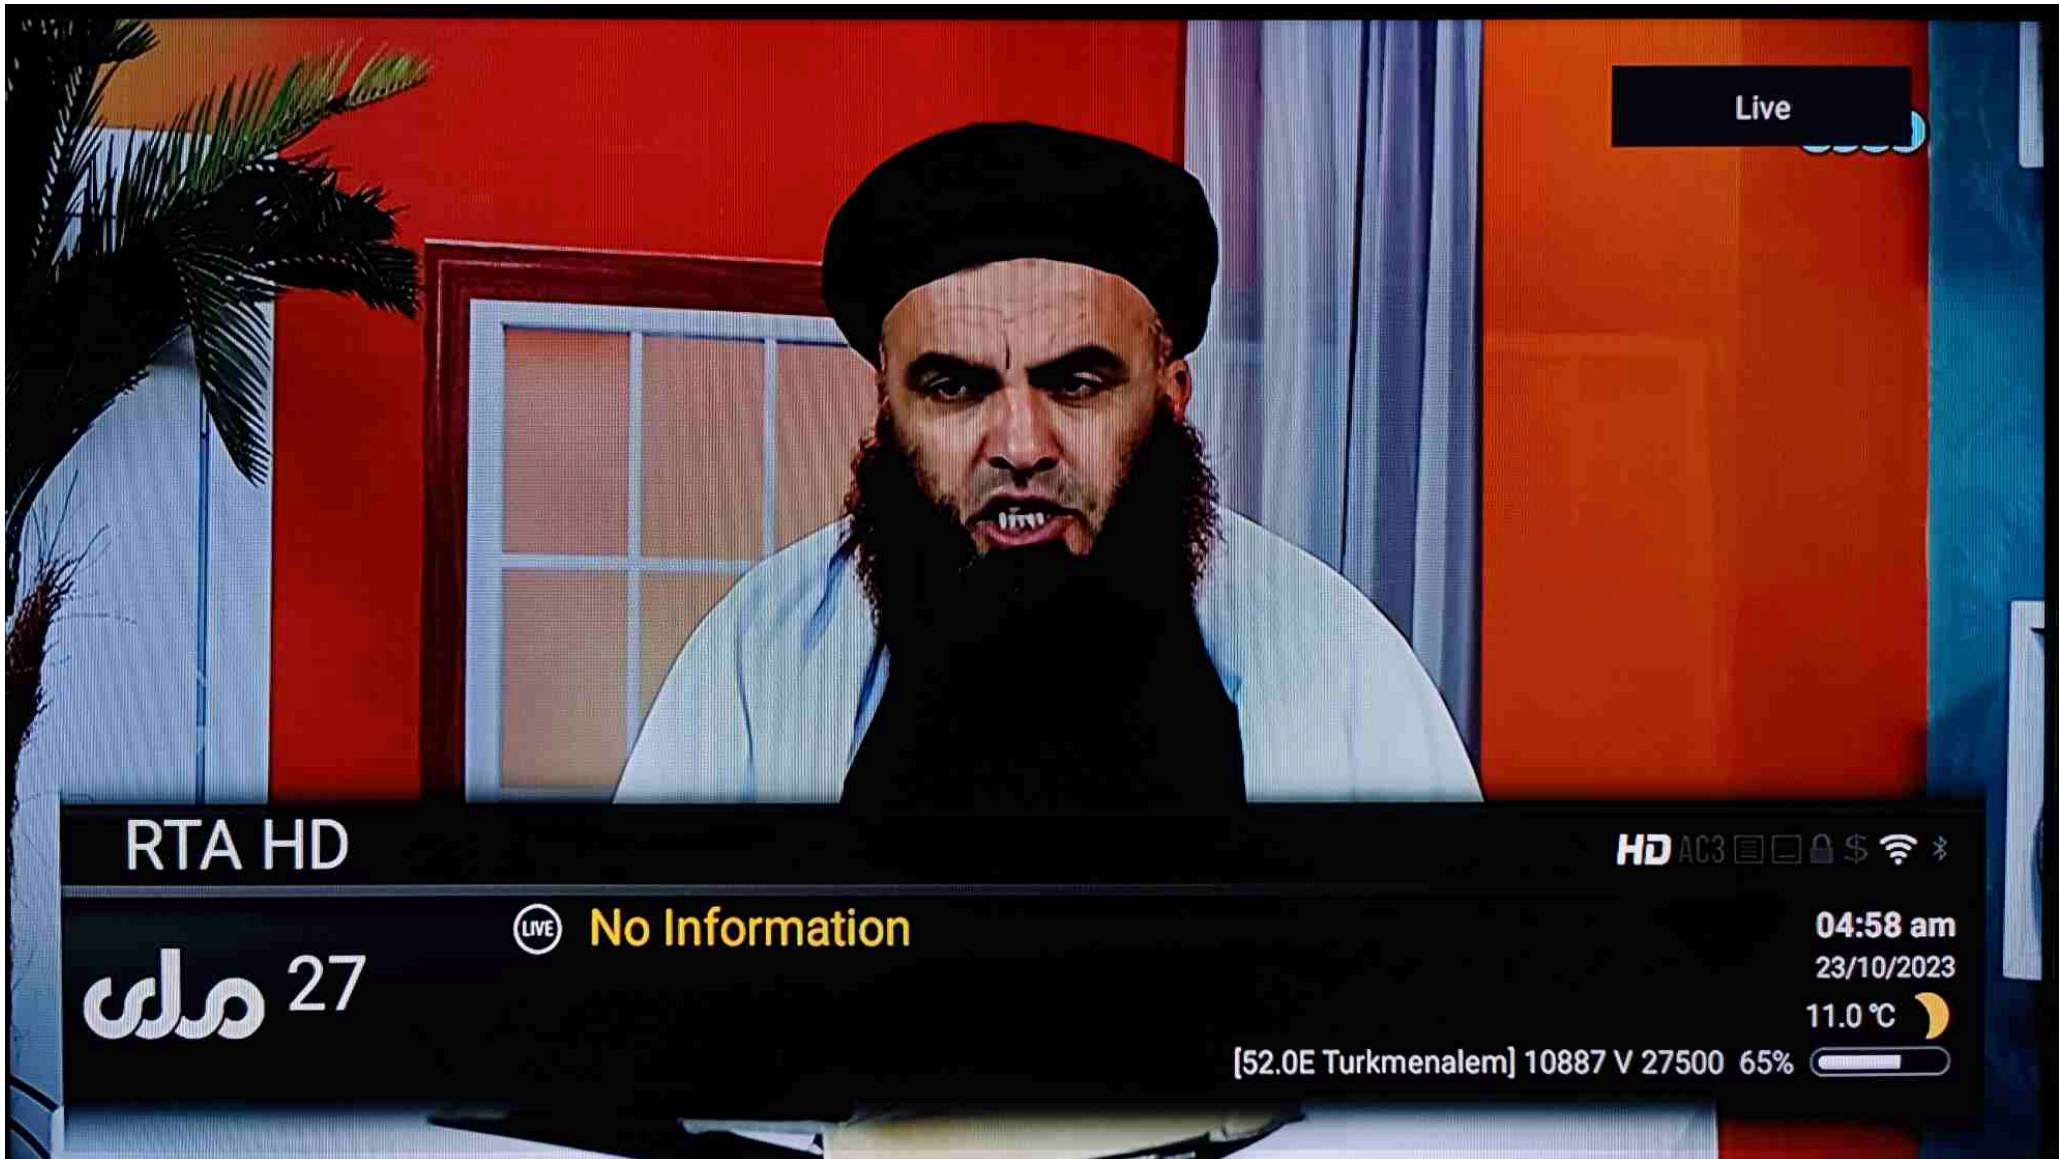 Live
RTA HD
HD AC3 $
LIVE No Information
ملی 27
04:58 am
23/10/2023
11.0 °C
[52.0E Turkmenalem] 10887 V 27500 65%